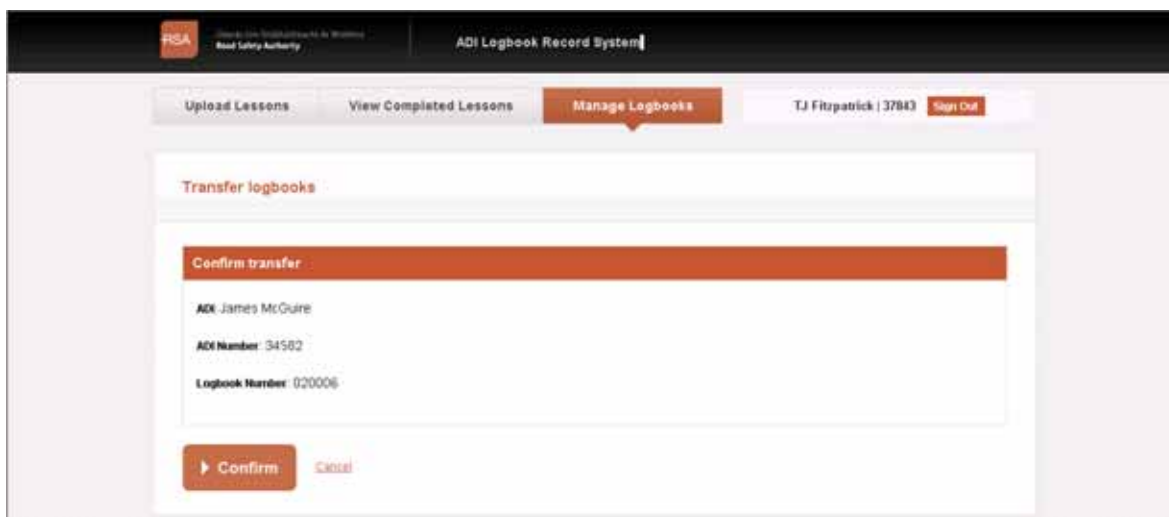 RSA
Road Safety Authority
ADI Logbook Record System
Upload Lessons
View Completed Lessons
Manage Logbooks
TJ Fitzpatrick | 37843
Sign Out
Transfer logbooks
Confirm transfer
ADI: James McGuire
ADI Number: 34582
Logbook Number: 020006
Confirm
Cancel